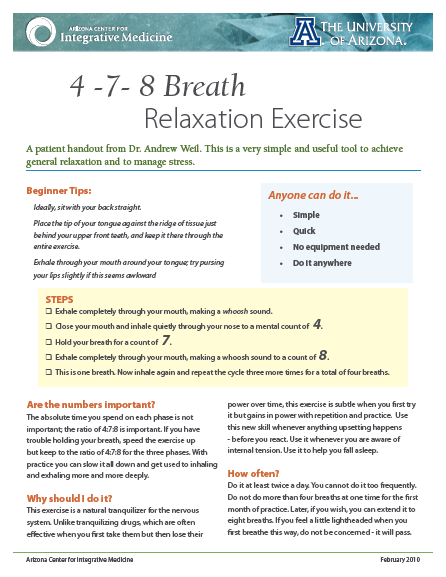 ARIZONA CENTER FOR
Integrative Medicine
A
THE UNIVERSITY
OF ARIZONA.
4 -7- 8 Breath
Relaxation Exercise
A patient handout from Dr. Andrew Weil. This is a very simple and useful tool to achieve
general relaxation and to manage stress.
Beginner Tips:
Ideally, sit with your back straight.
Place the tip of your tongue against the ridge of tissue just
behind your upper front teeth, and keep it there through the
entire exercise.
Exhale through your mouth around your tongue; try pursing
your lips slightly if this seems awkward
Anyone can do it...
• Simple
• Quick
• No equipment needed
• Do it anywhere
STEPS
❑ Exhale completely through your mouth, making a whoosh sound.
❑ Close your mouth and inhale quietly through your nose to a mental count of 4.
❑ Hold your breath for a count of 7.
❑ Exhale completely through your mouth, making a whoosh sound to a count of 8.
❑ This is one breath. Now inhale again and repeat the cycle three more times for a total of four breaths.
Are the numbers important?
The absolute time you spend on each phase is not
important; the ratio of 4:7:8 is important. If you have
trouble holding your breath, speed the exercise up
but keep to the ratio of 4:7:8 for the three phases. With
practice you can slow it all down and get used to inhaling
and exhaling more and more deeply.
Why should I do it?
This exercise is a natural tranquilizer for the nervous
system. Unlike tranquilizing drugs, which are often
effective when you first take them but then lose their
power over time, this exercise is subtle when you first try
it but gains in power with repetition and practice. Use
this new skill whenever anything upsetting happens
- before you react. Use it whenever you are aware of
internal tension. Use it to help you fall asleep.
How often?
Do it at least twice a day. You cannot do it too frequently.
Do not do more than four breaths at one time for the first
month of practice. Later, if you wish, you can extend it to
eight breaths. If you feel a little lightheaded when you
first breathe this way, do not be concerned - it will pass.
Arizona Center for Integrative Medicine
February 2010